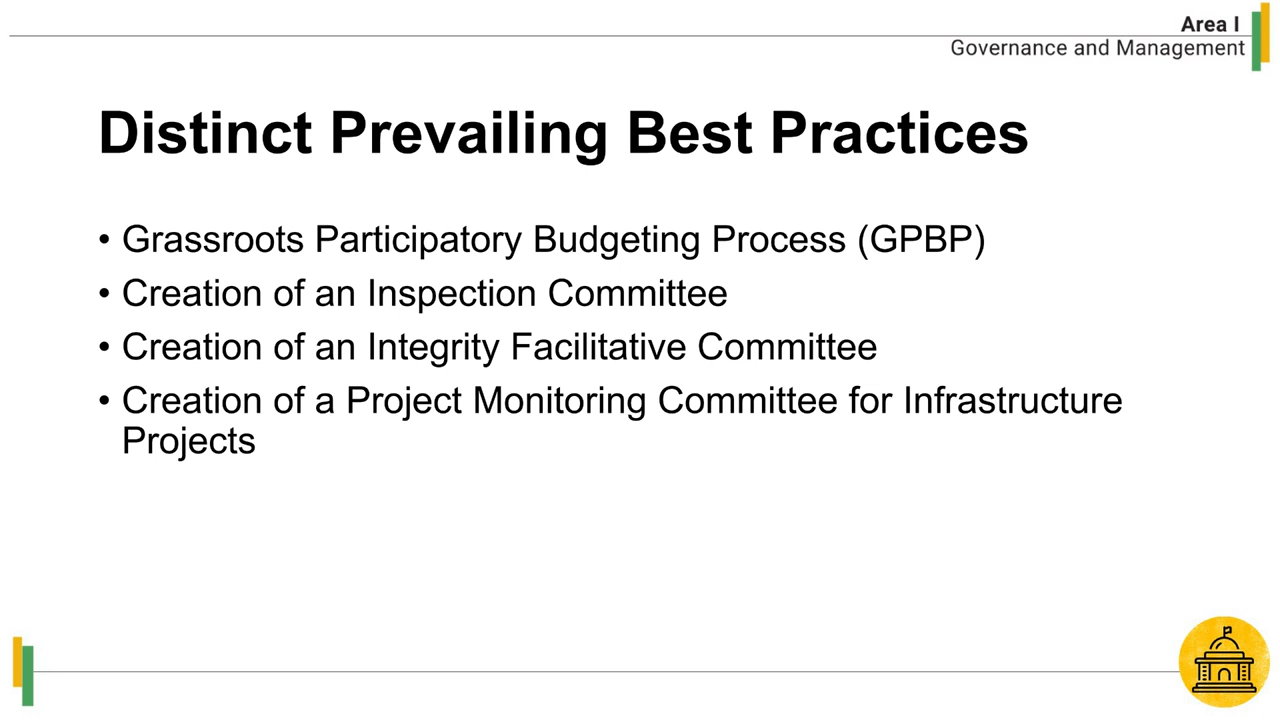 Area I
Governance and Management
Distinct Prevailing Best Practices
• Grassroots Participatory Budgeting Process (GPBP)
• Creation of an Inspection Committee
• Creation of an Integrity Facilitative Committee
• Creation of a Project Monitoring Committee for Infrastructure
Projects